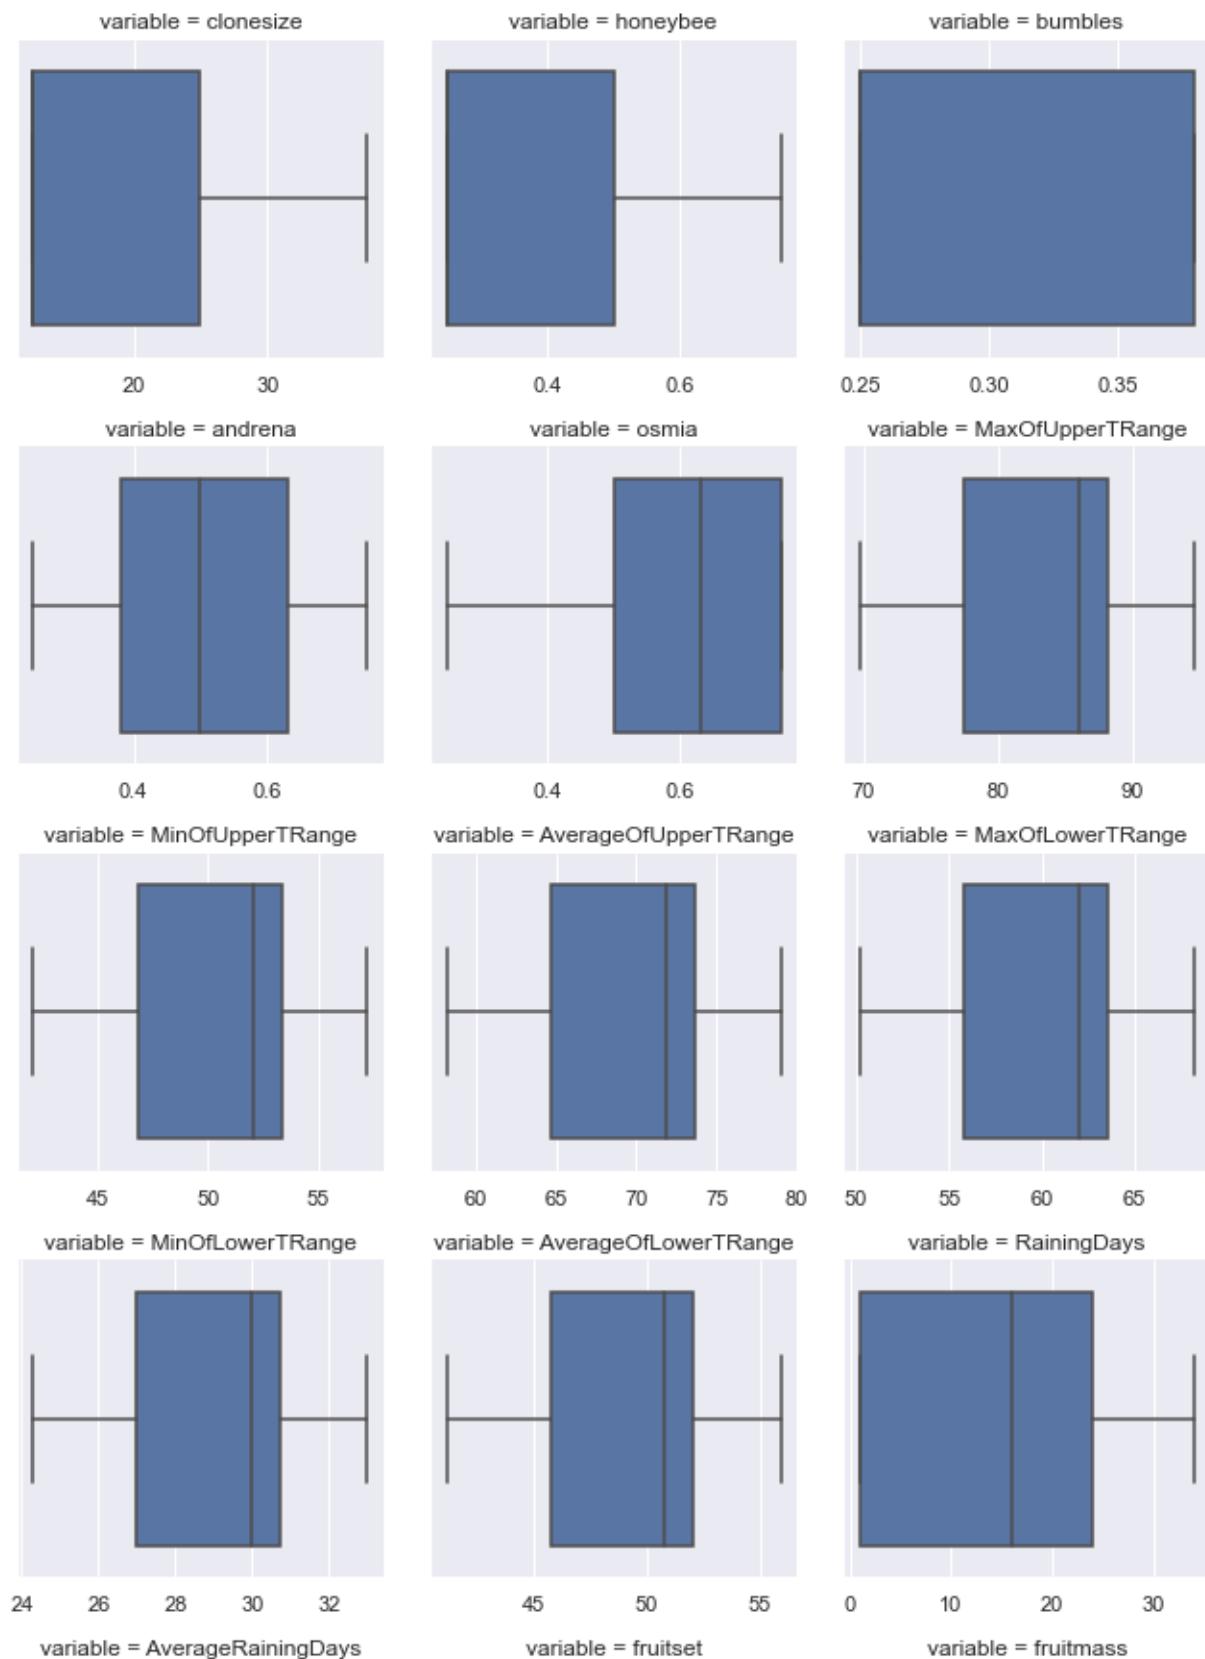 variable = clonesize variable = honeybee variable = bumbles
20 30 0.4 0.6 0.25 0.30 0.35
variable = andrena variable = osmia variable = MaxOfUpperTRange
0.4 0.6 0.4 0.6 70 80 90
variable = MinOfUpperTRange variable = AverageOfUpperTRange variable = MaxOfLowerTRange
45 50 55 60 65 70 75 80 50 55 60 65
variable = MinOfLowerTRange variable = AverageOfLowerTRange variable = RainingDays
24 26 28 30 32 45 50 55 0 10 20 30
variable = AverageRainingDays variable = fruitset variable = fruitmass